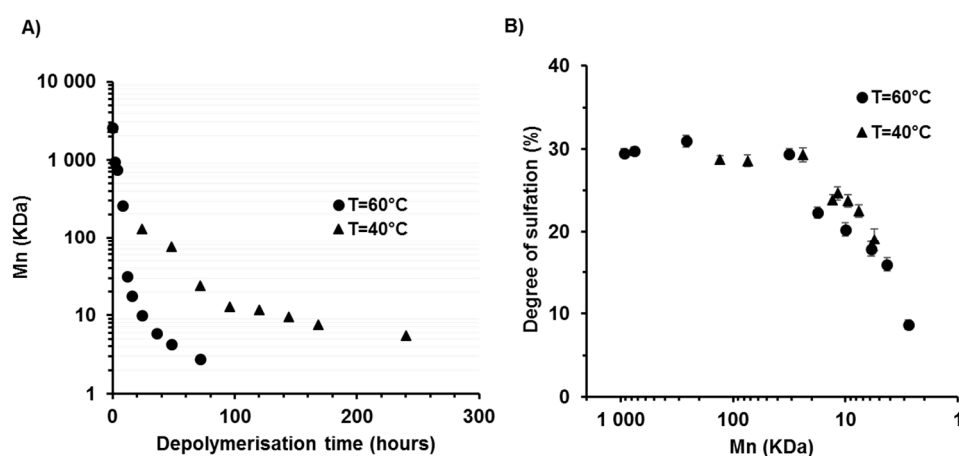 A)
10 000
1 000
100
10
1
Mn (KDa)
T=60°C
T=40°C
0
100
200
300
Depolymerisation time (hours)
B)
40
30
20
10
0
Degree of sulfation (%)
T=60°C
T=40°C
1 000
100
10
1
Mn (KDa)